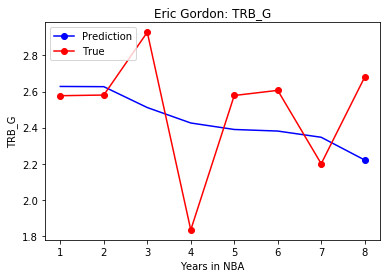 Eric Gordon: TRB_G
Prediction
True
TRB_G
2.8
2.6
2.4
2.2
2.0
1.8
1 2 3 4 5 6 7 8
Years in NBA